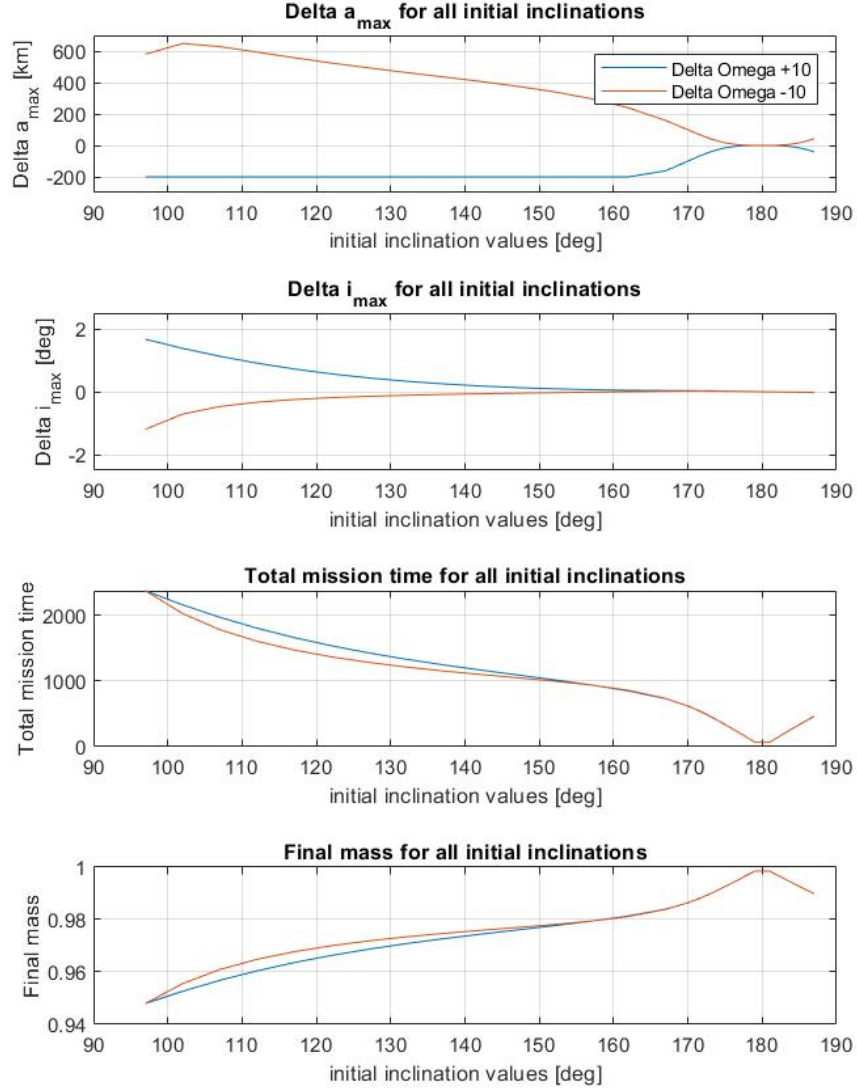 Delta a_max for all initial inclinations
Delta a_max [km]
600
400
200
0
-200
Delta Omega +10
Delta Omega -10
90 100 110 120 130 140 150 160 170 180 190
initial inclination values [deg]
Delta i_max for all initial inclinations
Delta i_max [deg]
2
0
-2
90 100 110 120 130 140 150 160 170 180 190
initial inclination values [deg]
Total mission time for all initial inclinations
Total mission time
2000
1000
0
90 100 110 120 130 140 150 160 170 180 190
initial inclination values [deg]
Final mass for all initial inclinations
Final mass
1
0.98
0.96
0.94
90 100 110 120 130 140 150 160 170 180 190
initial inclination values [deg]